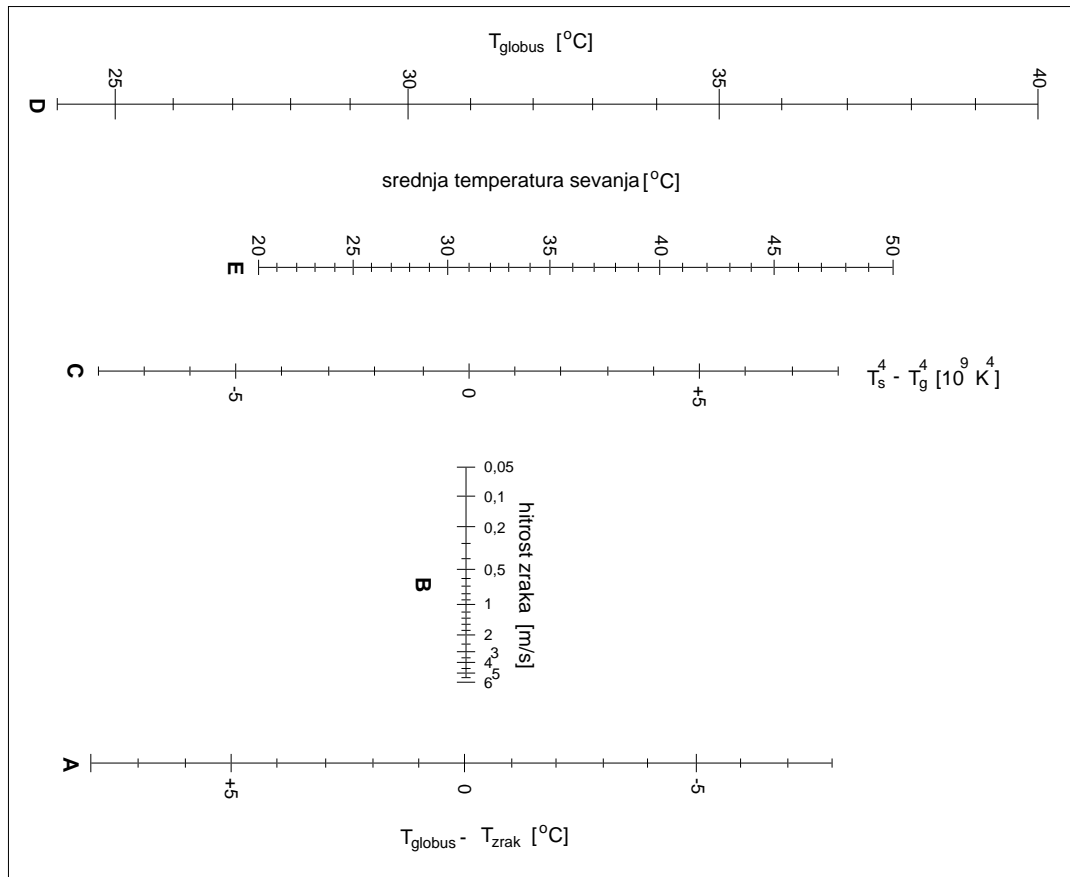 T_globus [°C]
25 30 35 40
D
srednja temperatura sevanja [°C]
20 25 30 35 40 45 50
E
C
T_s^4 - T_g^4 [10^9 K^4]
-5 0 +5
0,05
0,1
0,2
0,5
1
2
3
4
5
6
hitrost zraka [m/s]
B
A
+5 0 -5
T_globus - T_zrak [°C]